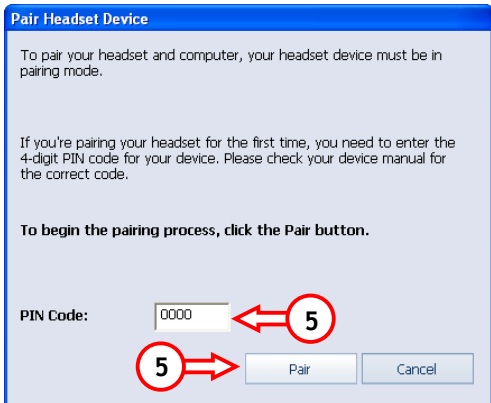 Pair Headset Device
To pair your headset and computer, your headset device must be in
pairing mode.
If you're pairing your headset for the first time, you need to enter the
4-digit PIN code for your device. Please check your device manual for
the correct code.
To begin the pairing process, click the Pair button.
PIN Code: 0000 5
5 Pair Cancel